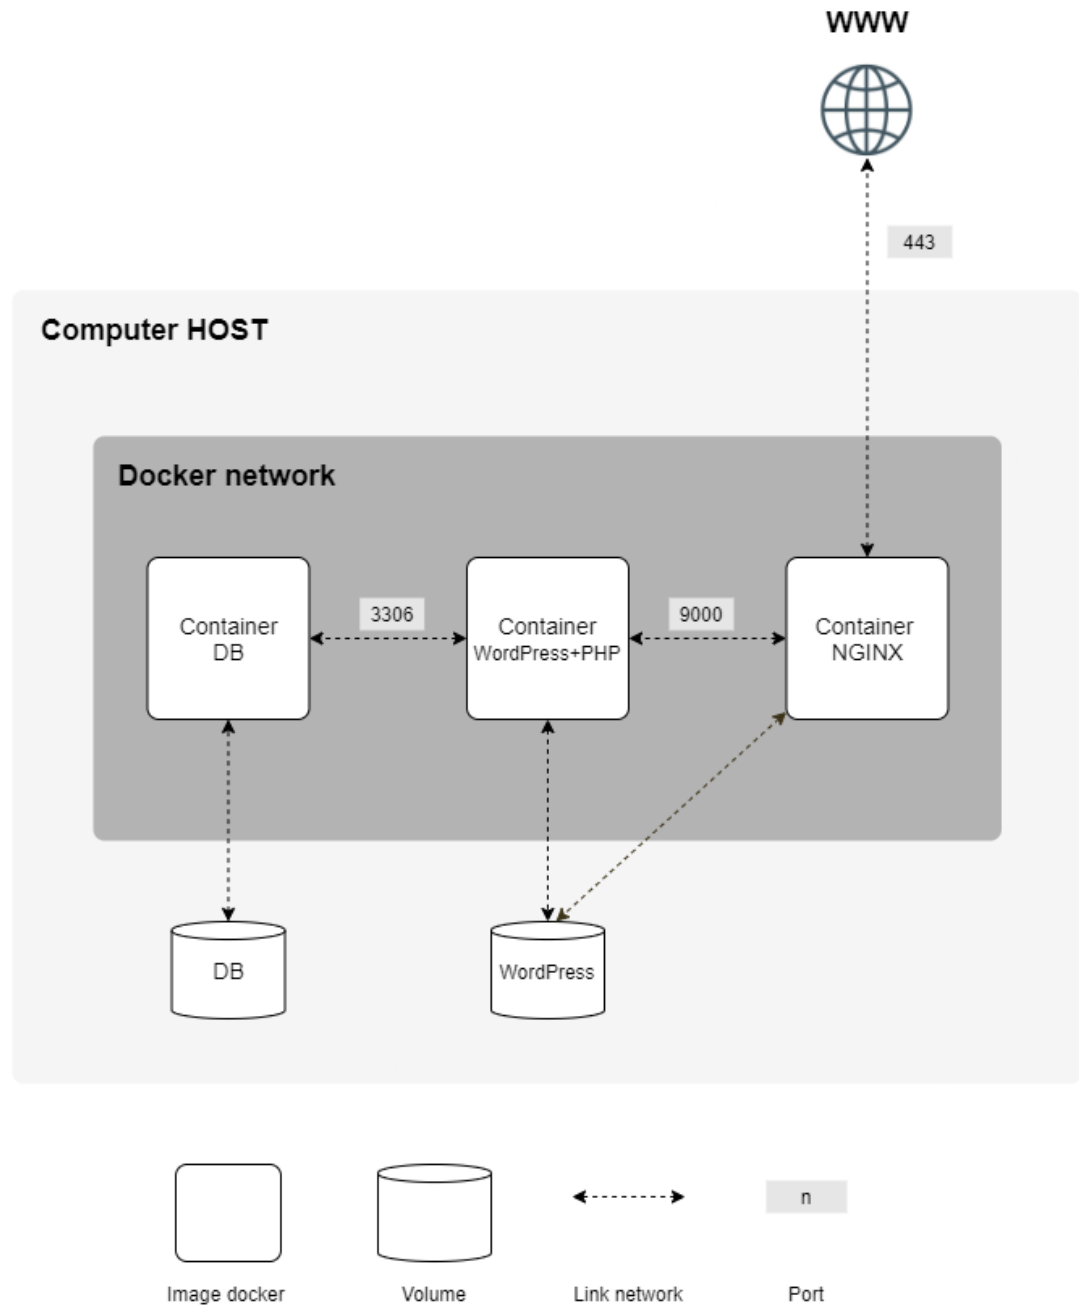 WWW
443
Computer HOST
Docker network
Container
DB
3306
Container
WordPress+PHP
9000
Container
NGINX
DB
WordPress
n
Image docker
Volume
Link network
Port